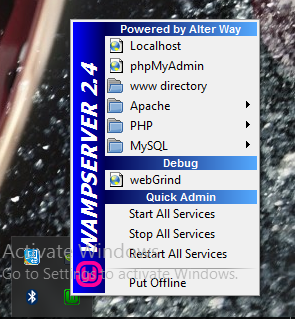 Powered by Alter Way
Localhost
phpMyAdmin
www directory
Apache
PHP
MySQL
Debug
webGrind
Quick Admin
Start All Services
Stop All Services
Restart All Services
Put Offline
WAMPSERVER 2.4
Activate Windows
Go to Settings to activate Windows.